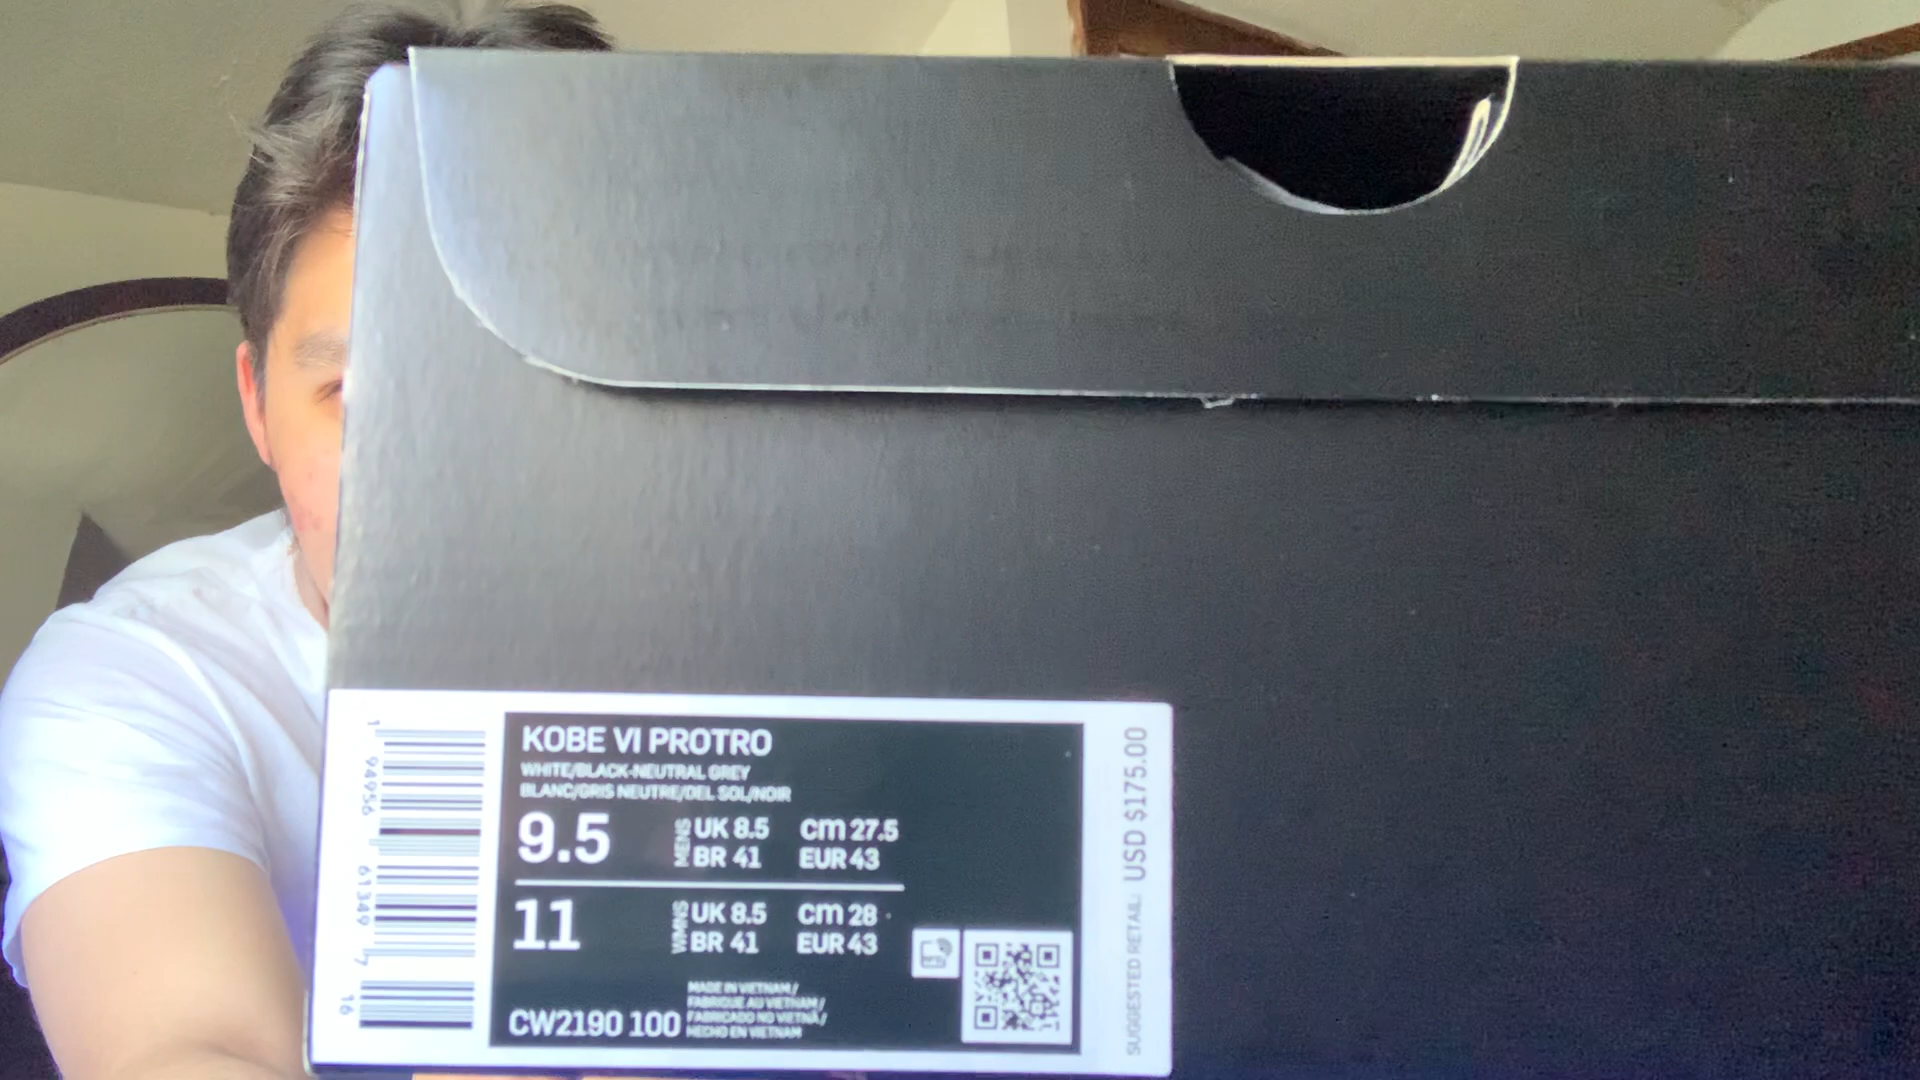 KOBE VI PROTRO
WHITE/BLACK-NEUTRAL GREY
BLANC/GRIS NEUTRE/DEL SOL/NOIR
9.5 MENS UK 8.5 cm 27.5
BR 41 EUR 43
11 WMNS UK 8.5 cm 28
BR 41 EUR 43
MADE IN VIETNAM/
FABRIQUE AU VIETNAM/
FABRICADO NO VIETNÃ/
HECHO EN VIETNAM
CW2190 100
SUGGESTED RETAIL: USD $175.00
1 94956 61349 7 16